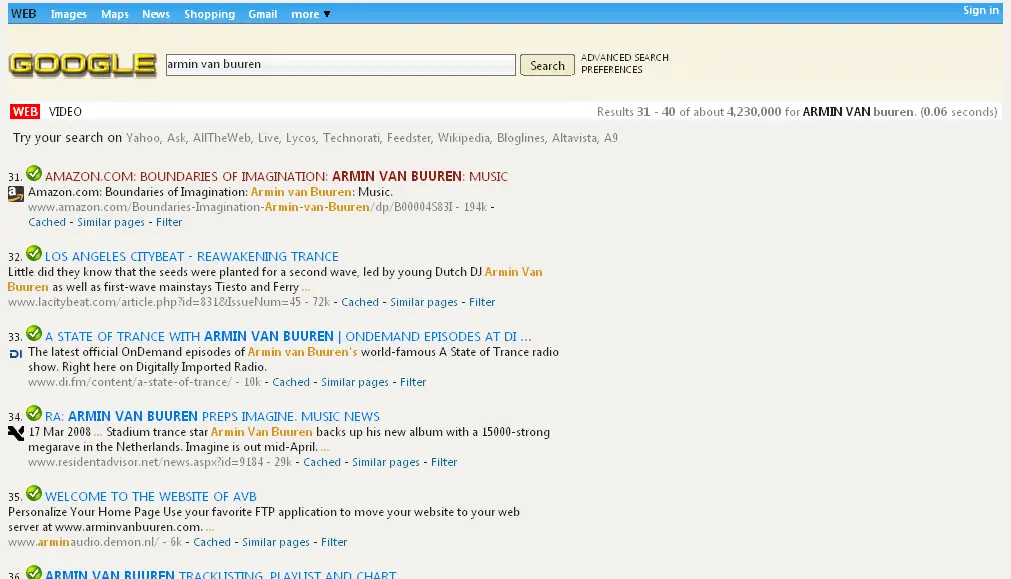 WEB Images Maps News Shopping Gmail more ▼ Sign in
GOOGLE armin van buuren Search ADVANCED SEARCH
PREFERENCES
WEB VIDEO Results 31 - 40 of about 4,230,000 for ARMIN VAN buuren. (0.06 seconds)
Try your search on Yahoo, Ask, AllTheWeb, Live, Lycos, Technorati, Feedster, Wikipedia, Bloglines, Altavista, A9
31. AMAZON.COM: BOUNDARIES OF IMAGINATION: ARMIN VAN BUUREN: MUSIC
a Amazon.com: Boundaries of Imagination: Armin van Buuren: Music.
www.amazon.com/Boundaries-Imagination-Armin-van-Buuren/dp/B00004S83I - 194k -
Cached - Similar pages - Filter
32. LOS ANGELES CITYBEAT - REAWAKENING TRANCE
Little did they know that the seeds were planted for a second wave, led by young Dutch DJ Armin Van
Buuren as well as first-wave mainstays Tiesto and Ferry ...
www.lacitybeat.com/article.php?id=831&IssueNum=45 - 72k - Cached - Similar pages - Filter
33. A STATE OF TRANCE WITH ARMIN VAN BUUREN | ONDEMAND EPISODES AT DI ...
DI The latest official OnDemand episodes of Armin van Buuren's world-famous A State of Trance radio
show. Right here on Digitally Imported Radio.
www.di.fm/content/a-state-of-trance/ - 10k - Cached - Similar pages - Filter
34. RA: ARMIN VAN BUUREN PREPS IMAGINE. MUSIC NEWS
17 Mar 2008 ... Stadium trance star Armin Van Buuren backs up his new album with a 15000-strong
megarave in the Netherlands. Imagine is out mid-April. ...
www.residentadvisor.net/news.aspx?id=9184 - 29k - Cached - Similar pages - Filter
35. WELCOME TO THE WEBSITE OF AVB
Personalize Your Home Page Use your favorite FTP application to move your website to your web
server at www.arminvanbuuren.com. ...
www.arminaudio.demon.nl/ - 6k - Cached - Similar pages - Filter
36. ARMIN VAN BUUREN TRACKLISTING, PLAYLIST AND CHART